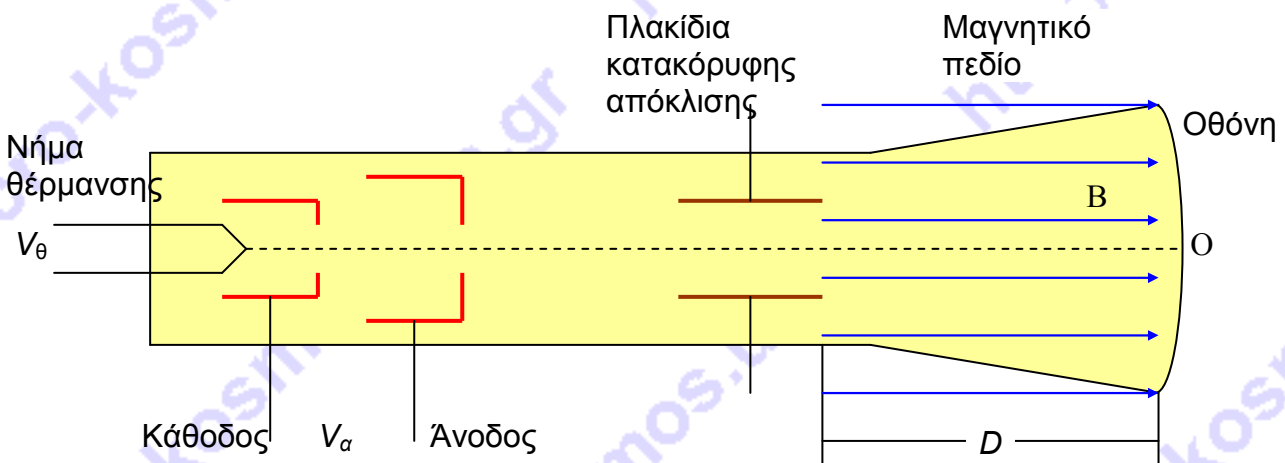 Πλακίδια
κατακόρυφης
απόκλισης
Μαγνητικό
πεδίο
Οθόνη
Νήμα
θέρμανσης
B
Vθ
O
Κάθοδος
Vα
Άνοδος
D